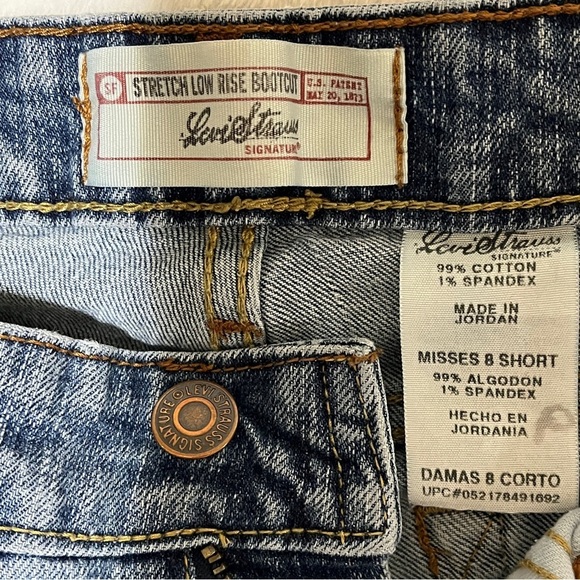 SF STRETCH LOW RISE BOOTCUT U.S. PATENT
MAY 20, 1873
Levi Strauss
SIGNATURE®
Levi Strauss
SIGNATURE™
99% COTTON
1% SPANDEX
MADE IN
JORDAN
MISSES 8 SHORT
99% ALGODON
1% SPANDEX
HECHO EN
JORDANIA
DAMAS 8 CORTO
UPC#052178491692
LEVI STRAUSS SIGNATURE